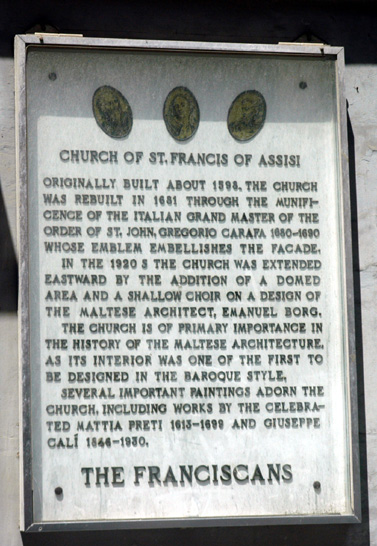 CHURCH OF ST. FRANCIS OF ASSISI
ORIGINALLY BUILT ABOUT 1598, THE CHURCH
WAS REBUILT IN 1681 THROUGH THE MUNIFI-
CENCE OF THE ITALIAN GRAND MASTER OF THE
ORDER OF ST. JOHN, GREGORIO CARAFA 1680-1690
WHOSE EMBLEM EMBELLISHES THE FACADE.
IN THE 1920 S THE CHURCH WAS EXTENDED
EASTWARD BY THE ADDITION OF A DOMED
AREA AND A SHALLOW CHOIR ON A DESIGN OF
THE MALTESE ARCHITECT, EMANUEL BORG.
THE CHURCH IS OF PRIMARY IMPORTANCE IN
THE HISTORY OF THE MALTESE ARCHITECTURE,
AS ITS INTERIOR WAS ONE OF THE FIRST TO
BE DESIGNED IN THE BAROQUE STYLE.
SEVERAL IMPORTANT PAINTINGS ADORN THE
CHURCH, INCLUDING WORKS BY THE CELEBRA-
TED MATTIA PRETI 1613-1699 AND GIUSEPPE
CALÍ 1846-1930.
THE FRANCISCANS